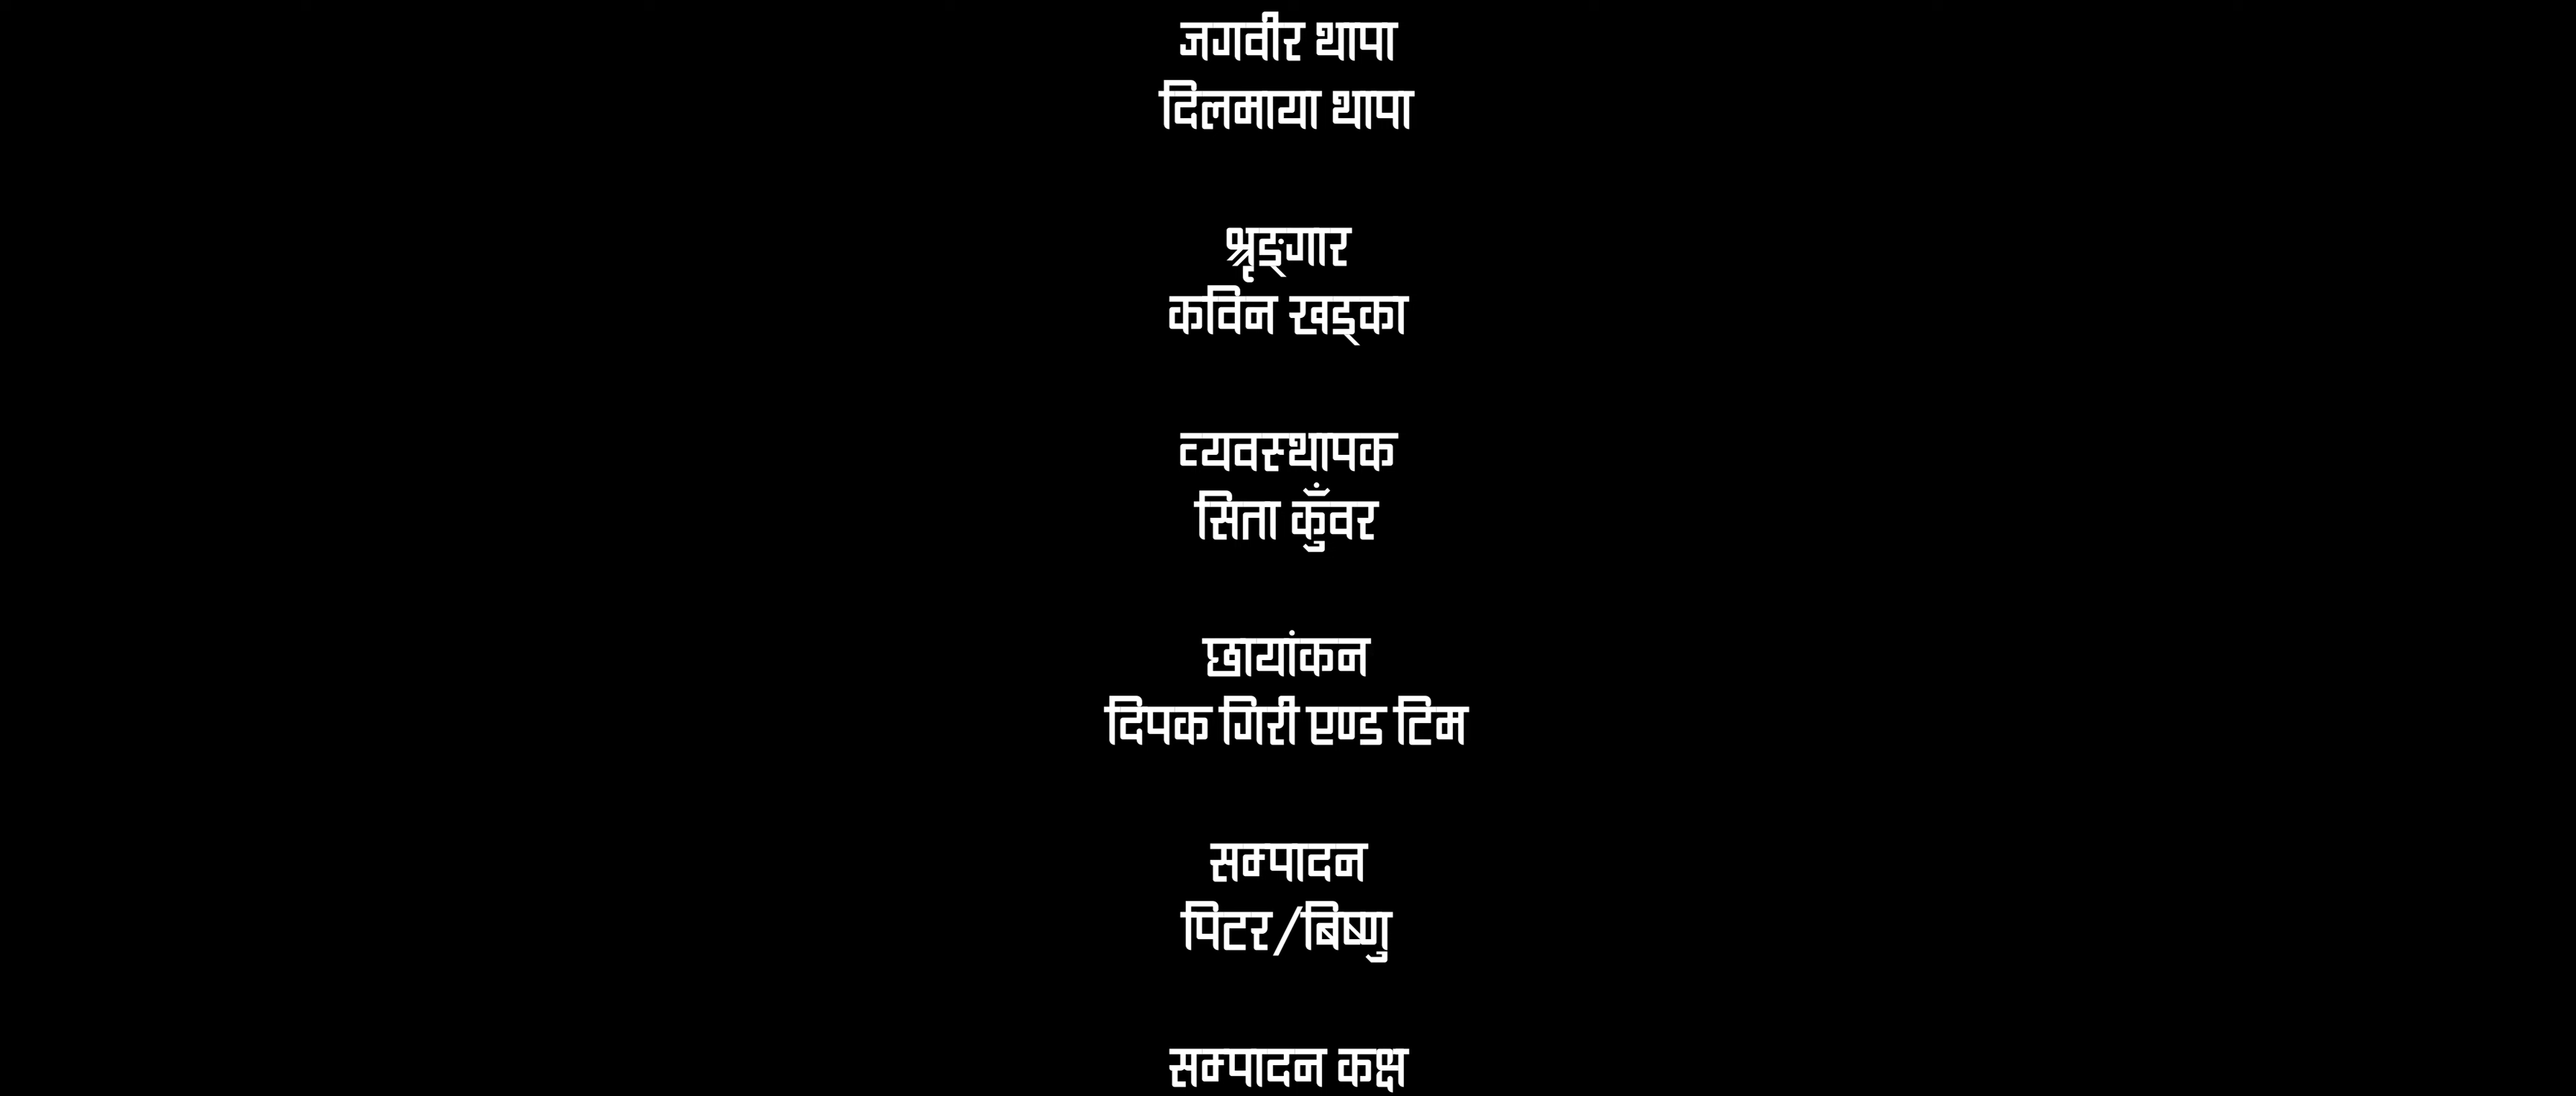 जगवीर थापा
दिलमाया थापा
श्रृङ्गार
कविन खड्का
व्यवस्थापक
सिता कुँवर
छायांकन
दिपक गिरी एण्ड टिम
सम्पादन
पिटर/बिष्णु
सम्पादन कक्ष